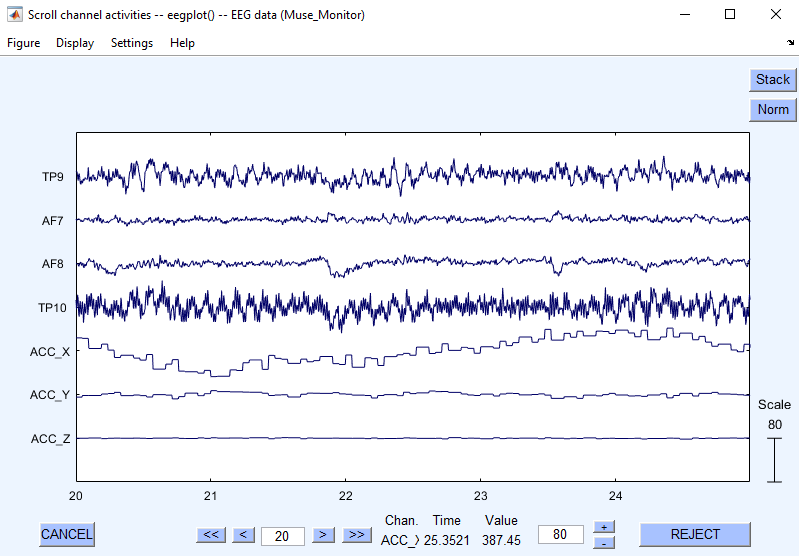 Scroll channel activities -- eegplot() -- EEG data (Muse_Monitor)
Figure Display Settings Help
Stack
Norm
TP9
AF7
AF8
TP10
ACC_X
ACC_Y
ACC_Z
Scale
80
20 21 22 23 24
Chan. Time Value
CANCEL << < 20 > >> ACC_X 25.3521 387.45 80 + - REJECT